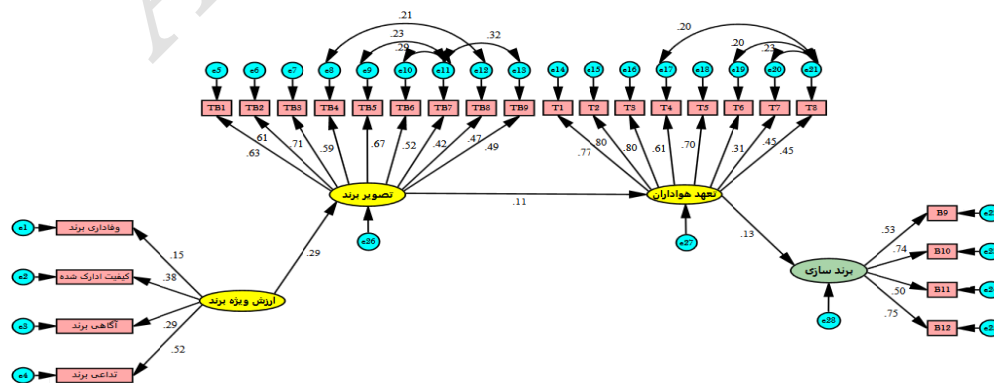 .21
.20
.23
.32
.20
.29
.23
e5 e6 e7 e8 e9 e10 e11 e12 e13 e14 e15 e16 e17 e18 e19 e20 e21
TB1 TB2 TB3 TB4 TB5 TB6 TB7 TB8 TB9 T1 T2 T3 T4 T5 T6 T7 T8
.63 .61 .71 .59 .67 .52 .42 .47 .49 .77 .80 .80 .61 .70 .31 .45 .45
تصویر برند
تعهد هواداران
.11
e26
e27
.29
.13
e1 وفاداری برند
e2 کیفیت ادارک شده
e3 آگاهی برند
e4 تداعی برند
.15
.38
.29
.52
ارزش ویژه برند
برند سازی
e28
.53
.74
.50
.75
B9
B10
B11
B12